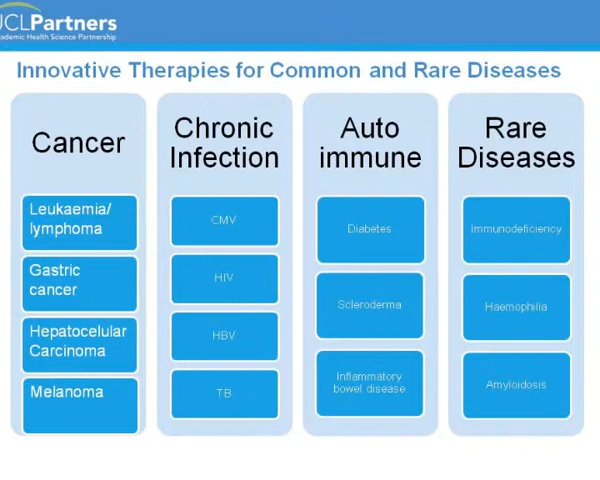 UCLPartners
Academic Health Science Partnership
Innovative Therapies for Common and Rare Diseases
Cancer
Leukaemia/
lymphoma
Gastric
cancer
Hepatocelular
Carcinoma
Melanoma
Chronic
Infection
CMV
HIV
HBV
TB
Auto
immune
Diabetes
Scleroderma
Inflammatory
bowel disease
Rare
Diseases
Immunodeficiency
Haemophilia
Amyloidosis